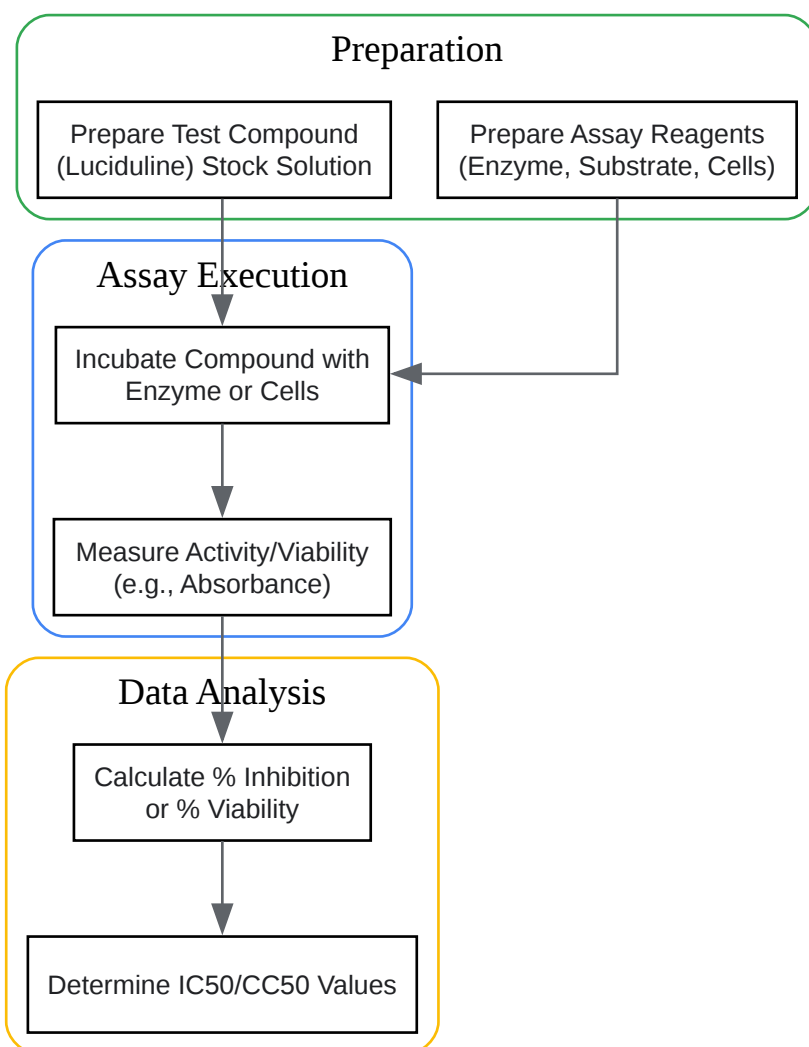 Preparation
Prepare Test Compound
(Luciduline) Stock Solution
Prepare Assay Reagents
(Enzyme, Substrate, Cells)
Assay Execution
Incubate Compound with
Enzyme or Cells
Measure Activity/Viability
(e.g., Absorbance)
Data Analysis
Calculate % Inhibition
or % Viability
Determine IC50/CC50 Values